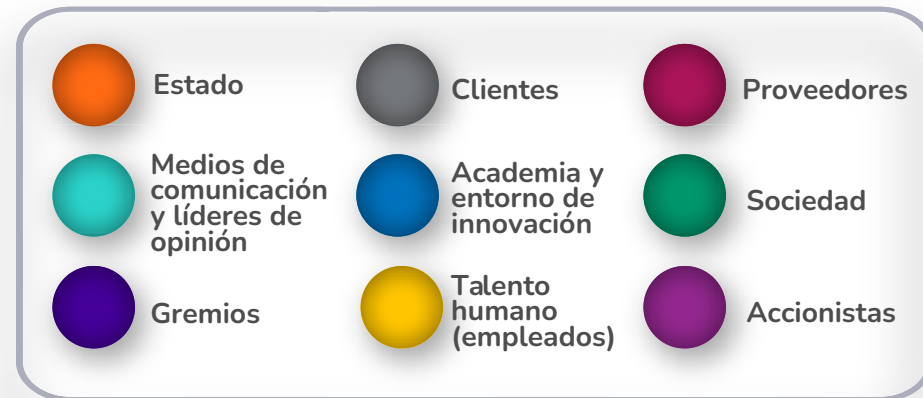 Estado
Clientes
Proveedores
Medios de
comunicación
y líderes de
opinión
Academia y
entorno de
innovación
Sociedad
Gremios
Talento
humano
(empleados)
Accionistas